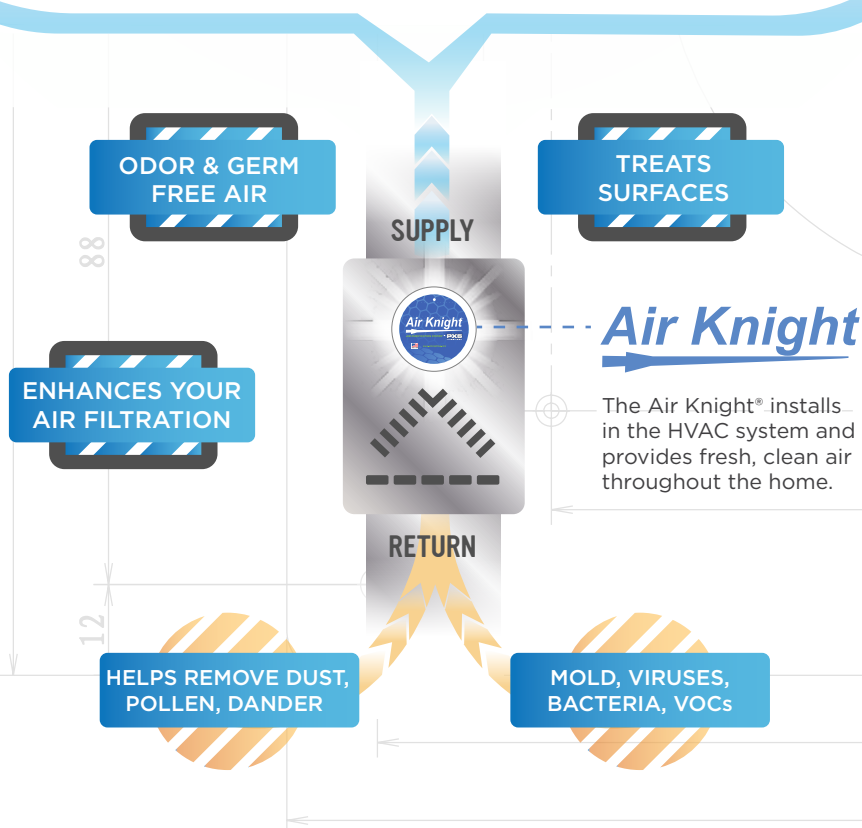 ODOR & GERM
FREE AIR
TREATS
SURFACES
SUPPLY
88
Air Knight
PXS
Air Knight
ENHANCES YOUR
AIR FILTRATION
The Air Knight® installs
in the HVAC system and
provides fresh, clean air
throughout the home.
RETURN
12
HELPS REMOVE DUST,
POLLEN, DANDER
MOLD, VIRUSES,
BACTERIA, VOCs